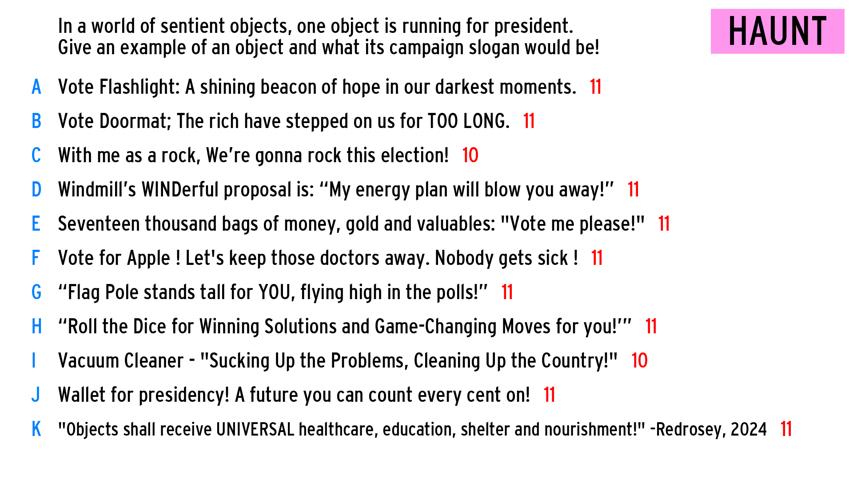 In a world of sentient objects, one object is running for president.
Give an example of an object and what its campaign slogan would be!
HAUNT
A Vote Flashlight: A shining beacon of hope in our darkest moments. 11
B Vote Doormat; The rich have stepped on us for TOO LONG. 11
C With me as a rock, We're gonna rock this election! 10
D Windmill's WINDerful proposal is: “My energy plan will blow you away!” 11
E Seventeen thousand bags of money, gold and valuables: "Vote me please!" 11
F Vote for Apple ! Let's keep those doctors away. Nobody gets sick ! 11
G “Flag Pole stands tall for YOU, flying high in the polls!” 11
H “Roll the Dice for Winning Solutions and Game-Changing Moves for you!’” 11
I Vacuum Cleaner - "Sucking Up the Problems, Cleaning Up the Country!" 10
J Wallet for presidency! A future you can count every cent on! 11
K "Objects shall receive UNIVERSAL healthcare, education, shelter and nourishment!" -Redrosey, 2024 11